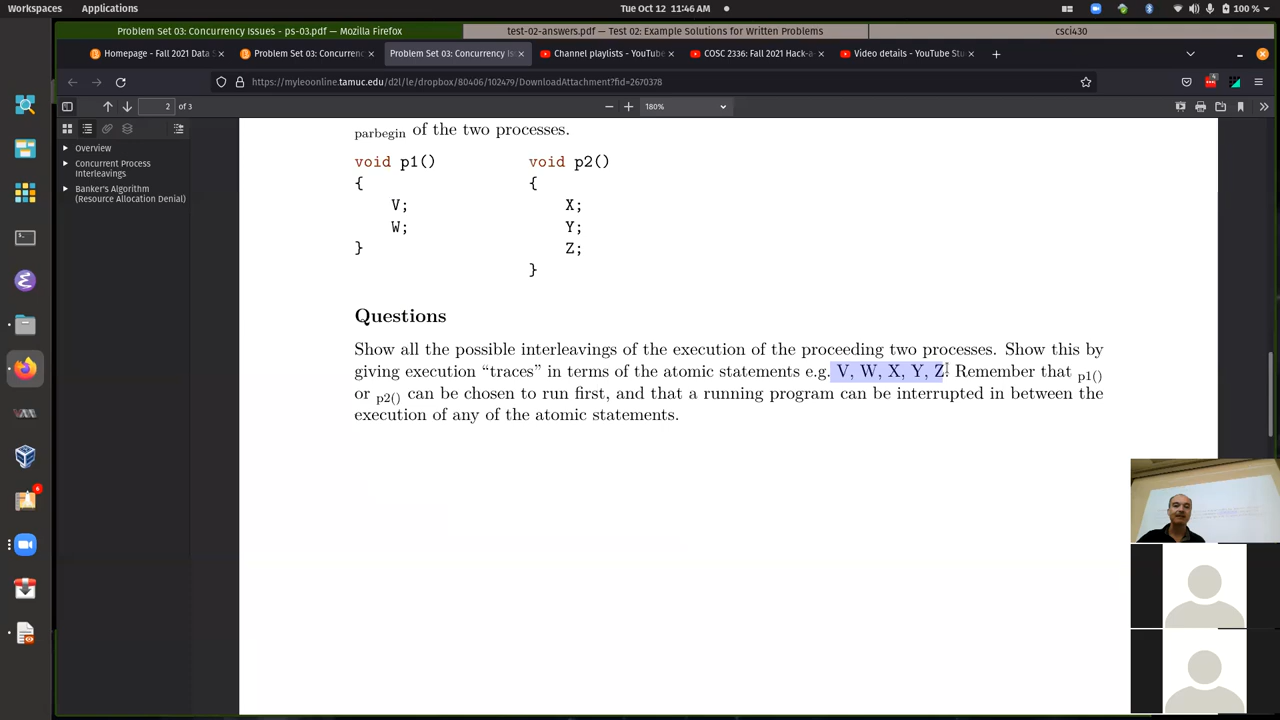 Workspaces Applications Tue Oct 12 11:46 AM 100 %
Problem Set 03: Concurrency Issues - ps-03.pdf — Mozilla Firefox test-02-answers.pdf — Test 02: Example Solutions for Written Problems csci430
Homepage - Fall 2021 Data S Problem Set 03: Concurrenc Problem Set 03: Concurrency Is Channel playlists - YouTube COSC 2336: Fall 2021 Hack-a Video details - YouTube Stu
https://myleoonline.tamuc.edu/d2l/le/dropbox/80406/102479/DownloadAttachment?fid=2670378
2 of 3 180%
Overview
Concurrent Process
Interleavings
Banker's Algorithm
(Resource Allocation Denial)
parbegin of the two processes.
void p1() void p2()
{ {
V; X;
W; Y;
} Z;
}
Questions
Show all the possible interleavings of the execution of the proceeding two processes. Show this by
giving execution “traces” in terms of the atomic statements e.g. V, W, X, Y, Z. Remember that p1()
or p2() can be chosen to run first, and that a running program can be interrupted in between the
execution of any of the atomic statements.